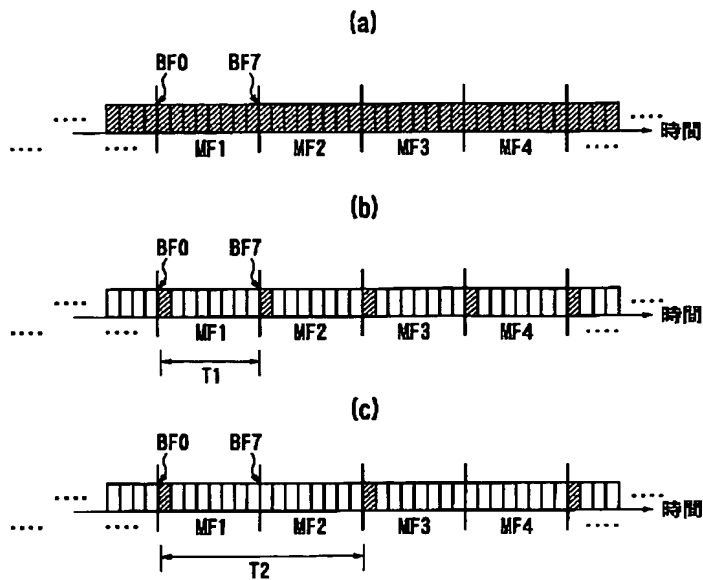 (a)
BF0 BF7
.... ....
時間
.... .... MF1 MF2 MF3 MF4 ....
(b)
BF0 BF7
.... ....
時間
.... .... MF1 MF2 MF3 MF4 ....
T1
(c)
BF0 BF7
.... ....
時間
.... .... MF1 MF2 MF3 MF4 ....
T2